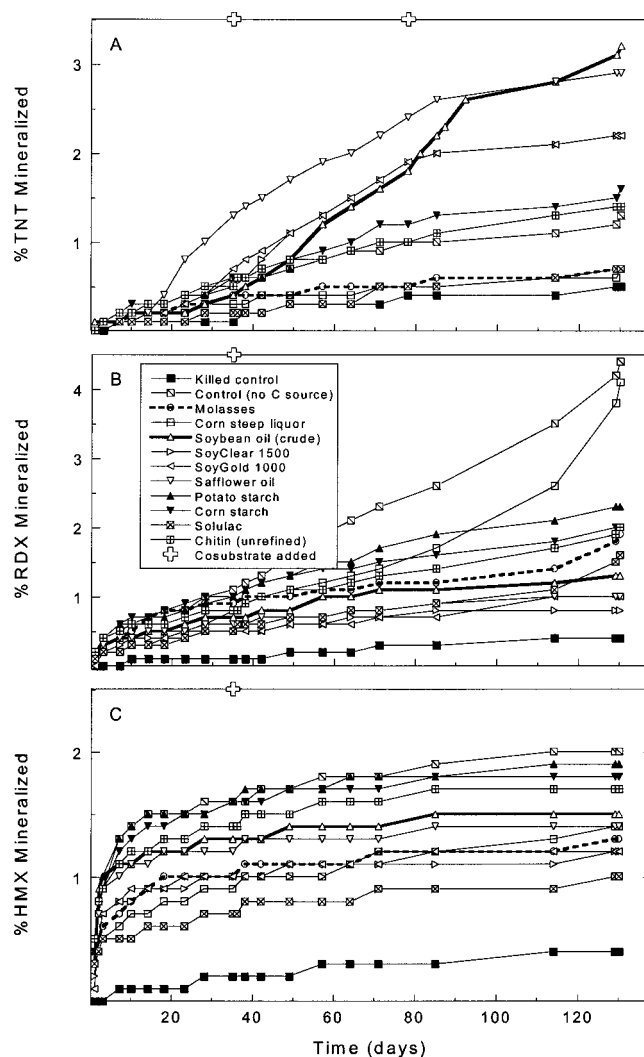 A
%TNT Mineralized
3
2
1
B
%RDX Mineralized
4
3
2
1
0
Killed control
Control (no C source)
Molasses
Corn steep liquor
Soybean oil (crude)
SoyClear 1500
SoyGold 1000
Safflower oil
Potato starch
Corn starch
Solulac
Chitin (unrefined)
Cosubstrate added
C
%HMX Mineralized
2
1
20 40 60 80 100 120
Time (days)